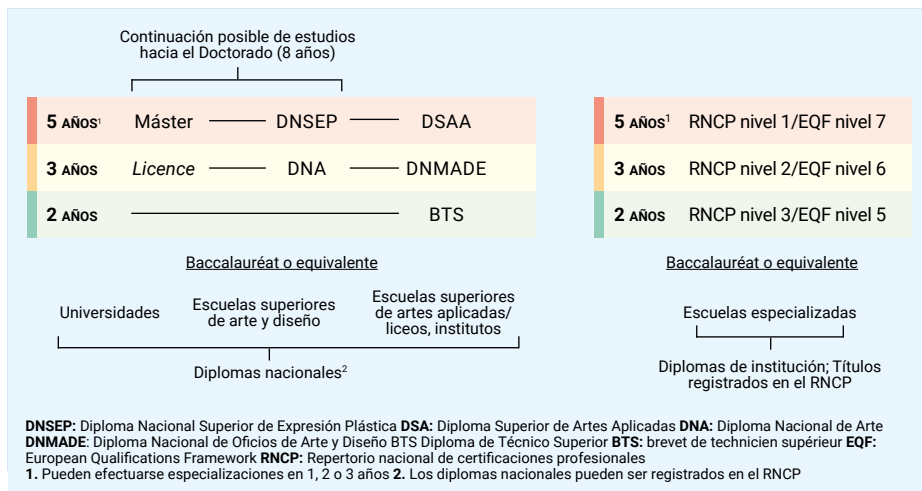 Continuación posible de estudios
hacia el Doctorado (8 años)
5 AÑOS¹ Máster DNSEP DSAA
3 AÑOS Licence DNA DNMADE
2 AÑOS BTS
Baccalauréat o equivalente
Universidades
Escuelas superiores
de arte y diseño
Escuelas superiores
de artes aplicadas/
liceos, institutos
Diplomas nacionales²
5 AÑOS¹ RNCP nivel 1/EQF nivel 7
3 AÑOS RNCP nivel 2/EQF nivel 6
2 AÑOS RNCP nivel 3/EQF nivel 5
Baccalauréat o equivalente
Escuelas especializadas
Diplomas de institución; Títulos
registrados en el RNCP
DNSEP: Diploma Nacional Superior de Expresión Plástica DSA: Diploma Superior de Artes Aplicadas DNA: Diploma Nacional de Arte
DNMADE: Diploma Nacional de Oficios de Arte y Diseño BTS Diploma de Técnico Superior BTS: brevet de technicien supérieur EQF:
European Qualifications Framework RNCP: Repertorio nacional de certificaciones profesionales
1. Pueden efectuarse especializaciones en 1, 2 o 3 años 2. Los diplomas nacionales pueden ser registrados en el RNCP